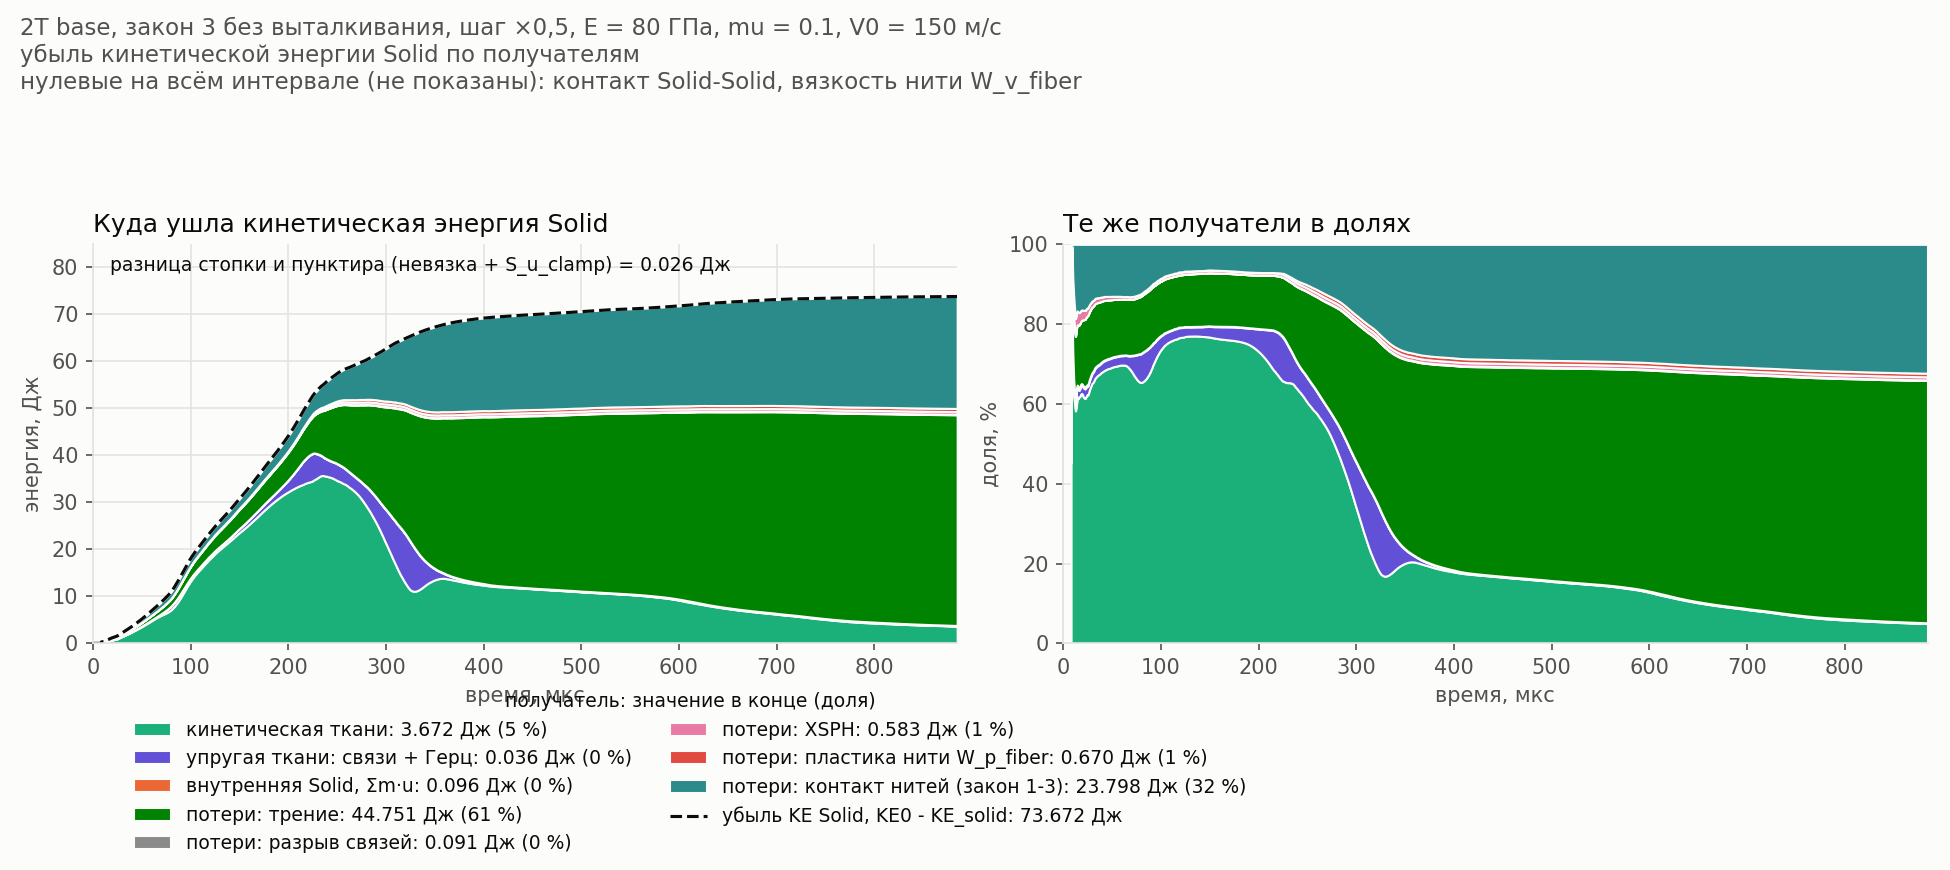 2T base, закон 3 без выталкивания, шаг ×0,5, E = 80 ГПа, mu = 0.1, V0 = 150 м/с
убыль кинетической энергии Solid по получателям
нулевые на всём интервале (не показаны): контакт Solid-Solid, вязкость нити W_v_fiber
Куда ушла кинетическая энергия Solid
разница стопки и пунктира (невязка + S_u_clamp) = 0.026 Дж
энергия, Дж
80
70
60
50
40
30
20
10
0
0 100 200 300 400 500 600 700 800
время, мкс
Те же получатели в долях
доля, %
100
80
60
40
20
0
0 100 200 300 400 500 600 700 800
время, мкс
получатель: значение в конце (доля)
кинетическая ткани: 3.672 Дж (5 %)
упругая ткани: связи + Герц: 0.036 Дж (0 %)
внутренняя Solid, Σm·u: 0.096 Дж (0 %)
потери: трение: 44.751 Дж (61 %)
потери: разрыв связей: 0.091 Дж (0 %)
потери: XSPH: 0.583 Дж (1 %)
потери: пластика нити W_p_fiber: 0.670 Дж (1 %)
потери: контакт нитей (закон 1-3): 23.798 Дж (32 %)
убыль KE Solid, KE0 - KE_solid: 73.672 Дж